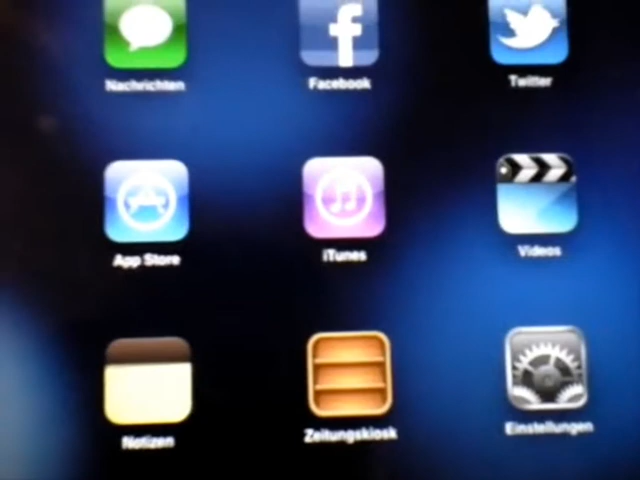 Nachrichten
Facebook
Twitter
App Store
iTunes
Videos
Notizen
Zeitungskiosk
Einstellungen